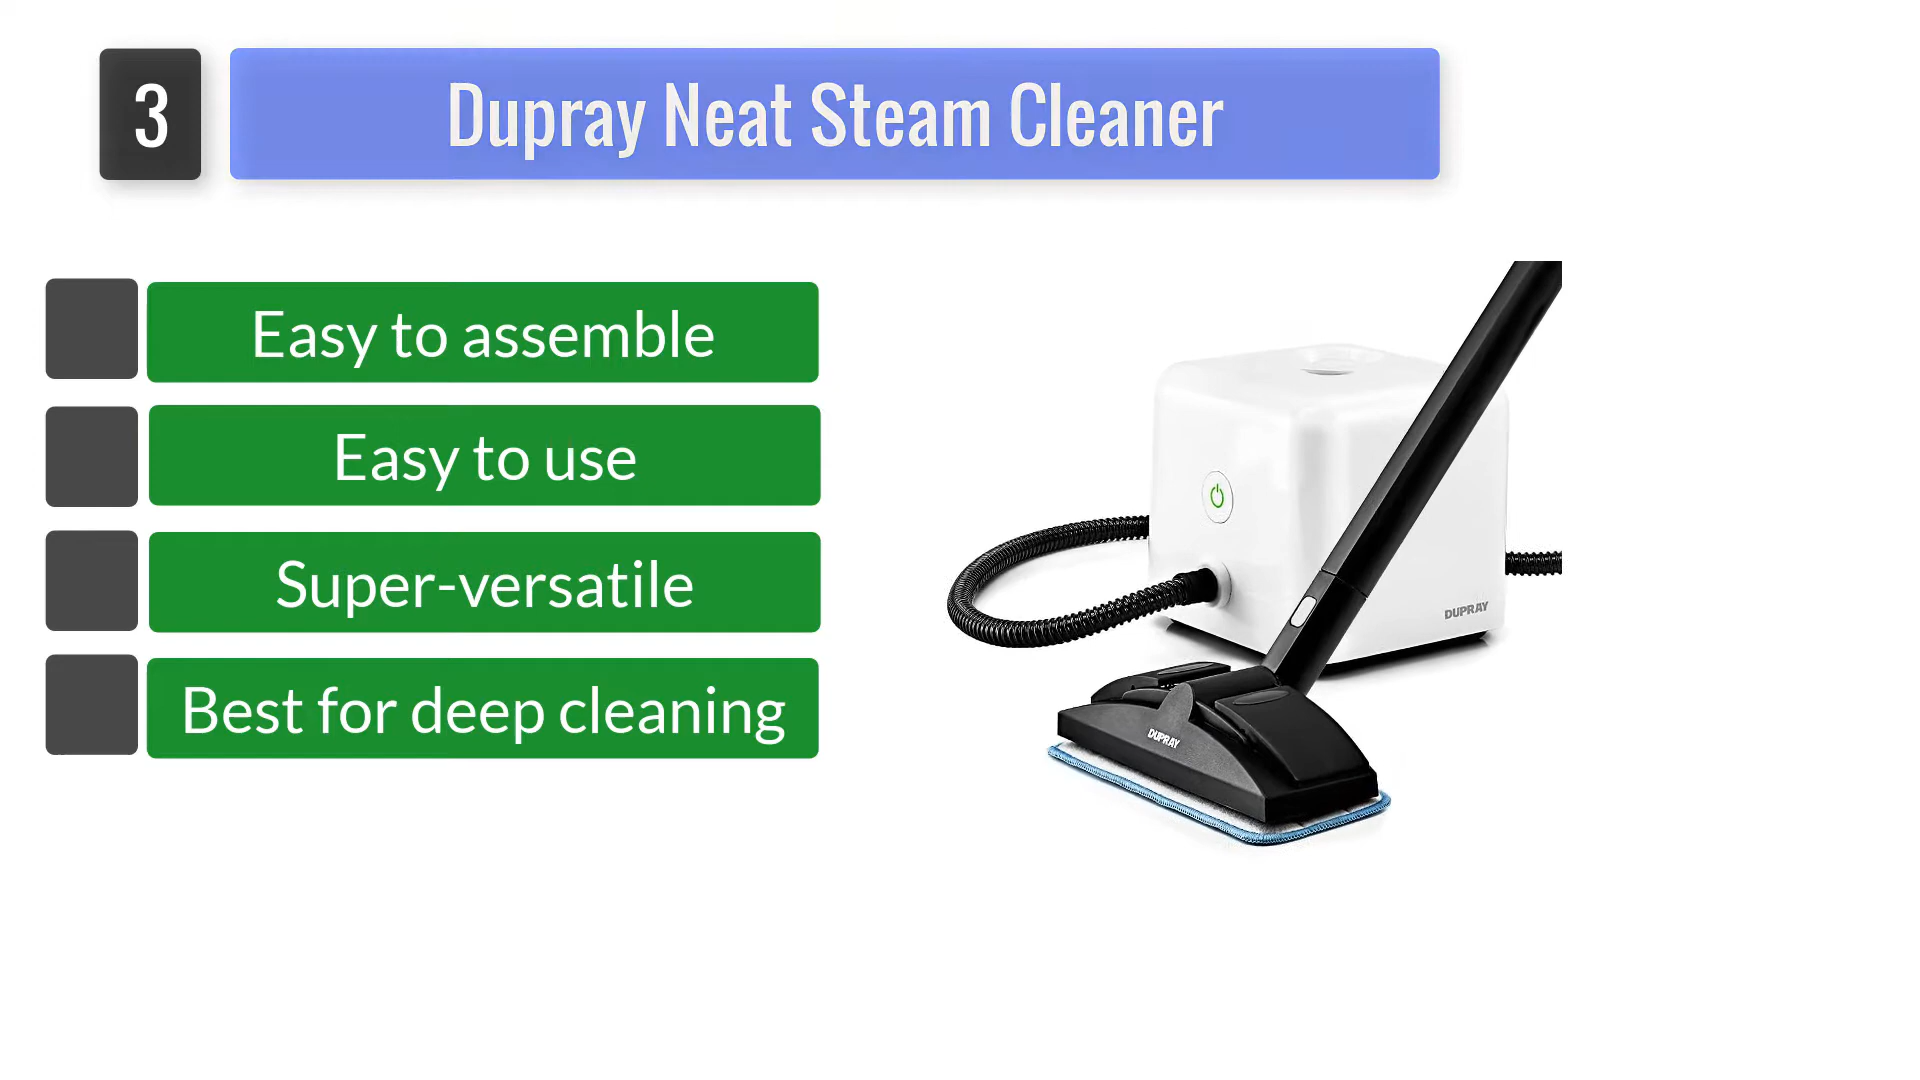 3
Dupray Neat Steam Cleaner
Easy to assemble
Easy to use
Super-versatile
Best for deep cleaning
DUPRAY
DUPRAY